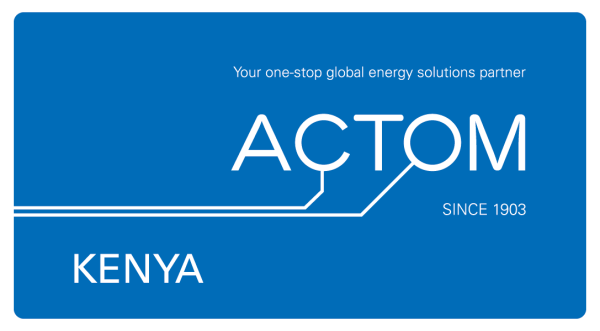 Your one-stop global energy solutions partner
ACTOM
SINCE 1903
KENYA